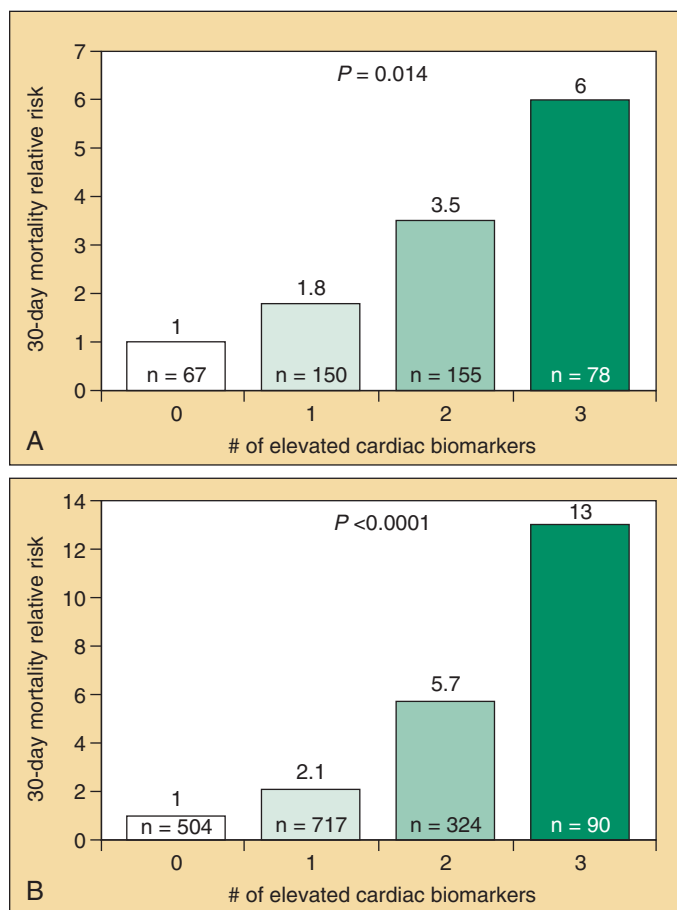 7
6
5
4
3
2
1
0
30-day mortality relative risk
P = 0.014
1
1.8
3.5
6
n = 67
n = 150
n = 155
n = 78
0
1
2
3
# of elevated cardiac biomarkers
A
14
12
10
8
6
4
2
0
30-day mortality relative risk
P <0.0001
1
2.1
5.7
13
n = 504
n = 717
n = 324
n = 90
0
1
2
3
# of elevated cardiac biomarkers
B